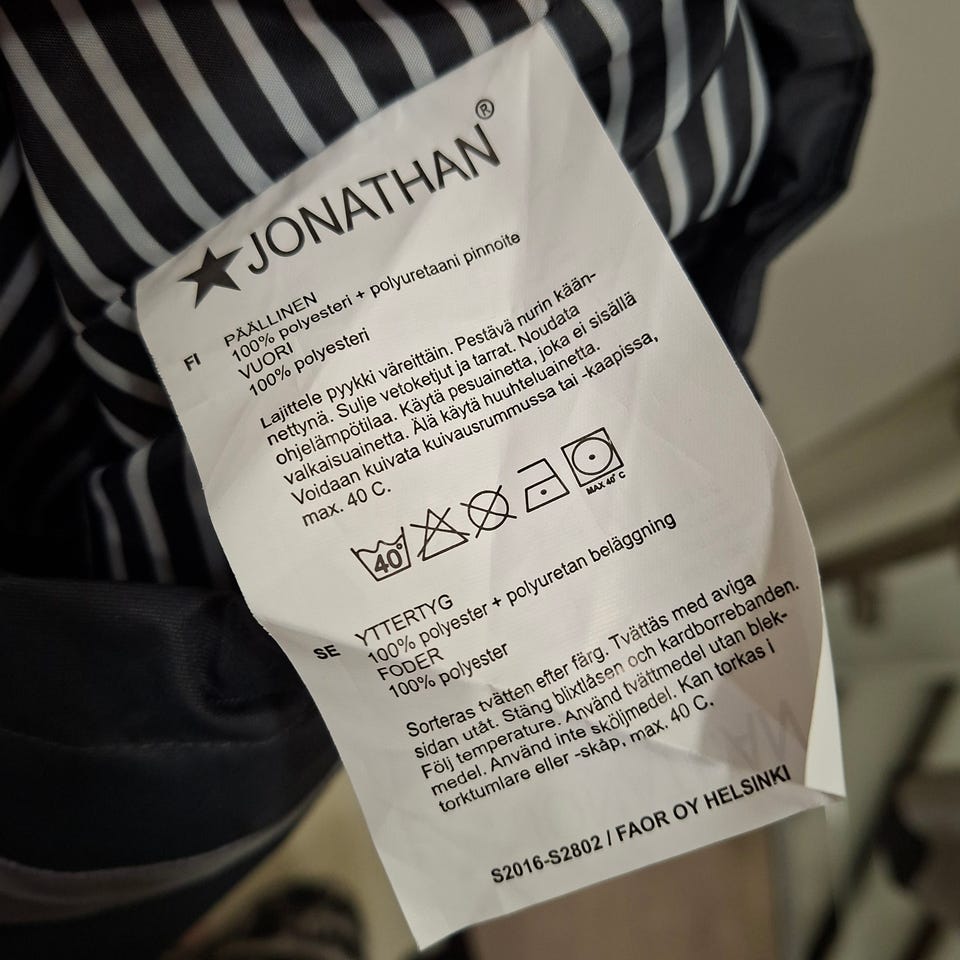 JONATHAN®
FI
PÄÄLLINEN
100% polyesteri + polyuretaani pinnoite
VUORI
100% polyesteri
Lajittele pyykki väreittäin. Pestävä nurin kään-
nettynä. Sulje vetoketjut ja tarrat. Noudata
ohjelämpötilaa. Käytä pesuainetta, joka ei sisällä
valkaisuainetta. Älä käytä huuhteluainetta.
Voidaan kuivata kuivausrummussa tai -kaapissa,
max. 40 C.
40°
MAX 40°C
SE
YTTERTYG
100% polyester + polyuretan beläggning
FODER
100% polyester
Sorteras tvätten efter färg. Tvättäs med aviga
sidan utåt. Stäng blixtlåsen och kardborrebanden.
Följ temperature. Använd tvättmedel utan blek-
medel. Använd inte sköljmedel. Kan torkas i
torktumlare eller -skåp, max. 40 C.
S2016-S2802 / FAOR OY HELSINKI